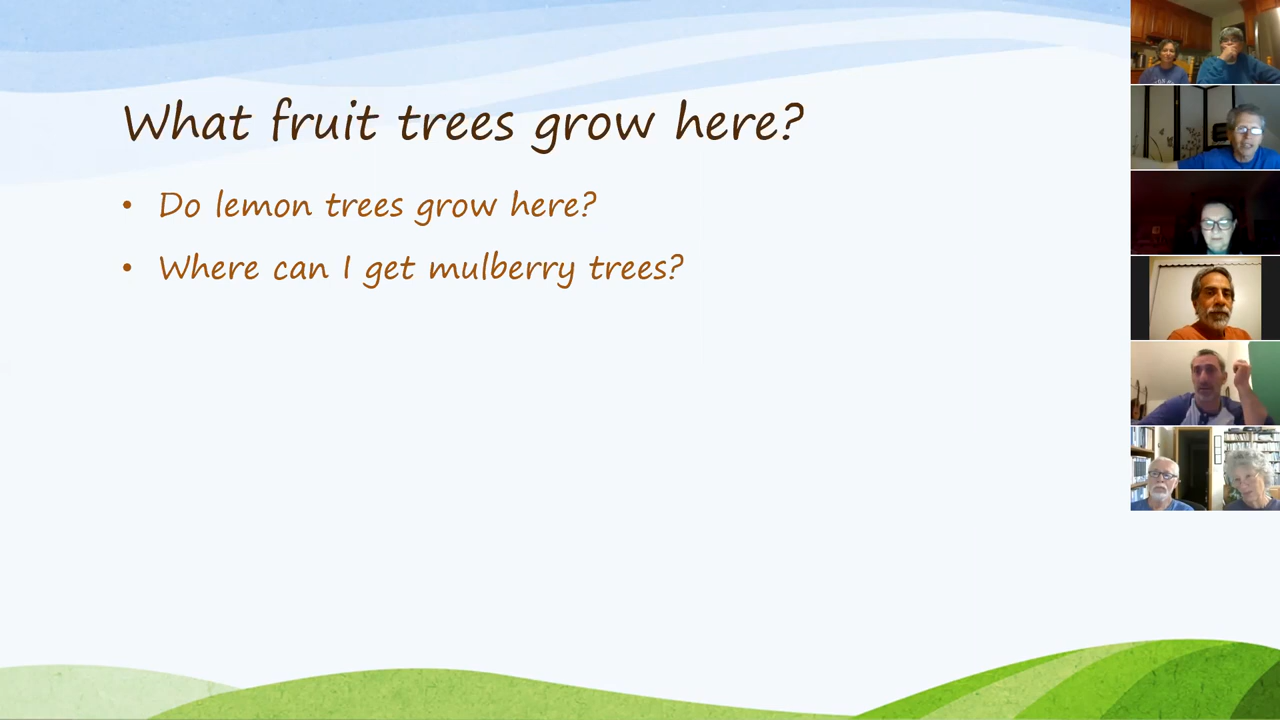 What fruit trees grow here?
• Do lemon trees grow here?
• Where can I get mulberry trees?